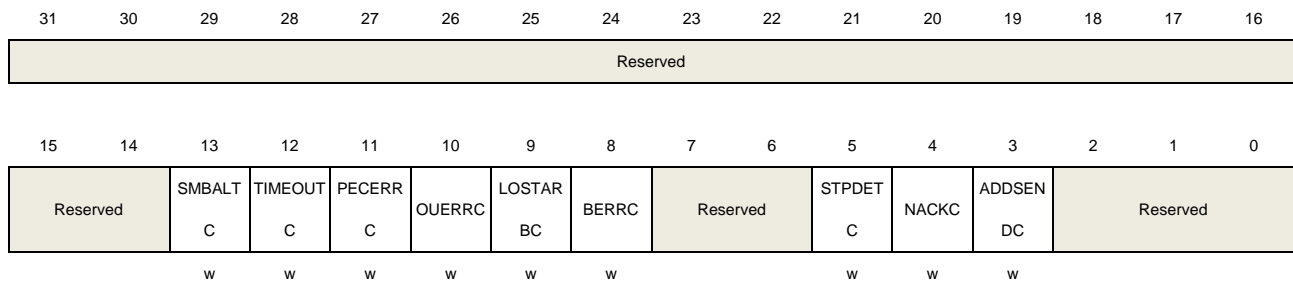 31 30 29 28 27 26 25 24 23 22 21 20 19 18 17 16
Reserved
15 14 13 12 11 10 9 8 7 6 5 4 3 2 1 0
Reserved SMBALT C TIMEOUT C PECERR C OUERRC LOSTAR BC BERRC Reserved STPDET C NACKC ADDSEN DC Reserved
w w w w w w w w w